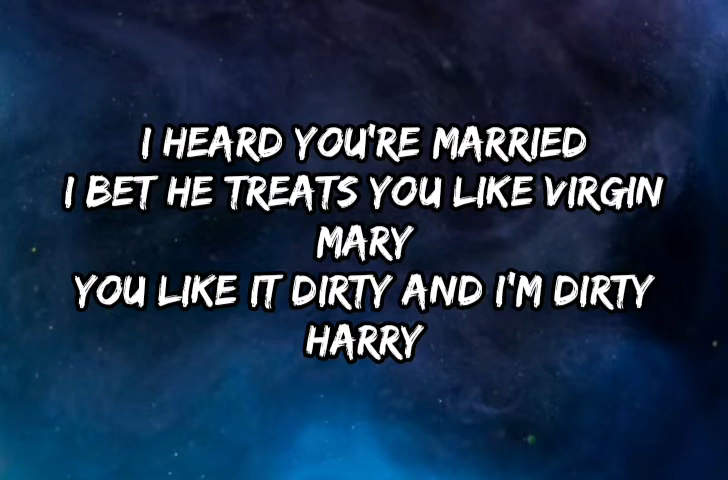 I HEARD YOU'RE MARRIED
I BET HE TREATS YOU LIKE VIRGIN
MARY
YOU LIKE IT DIRTY AND I'M DIRTY
HARRY